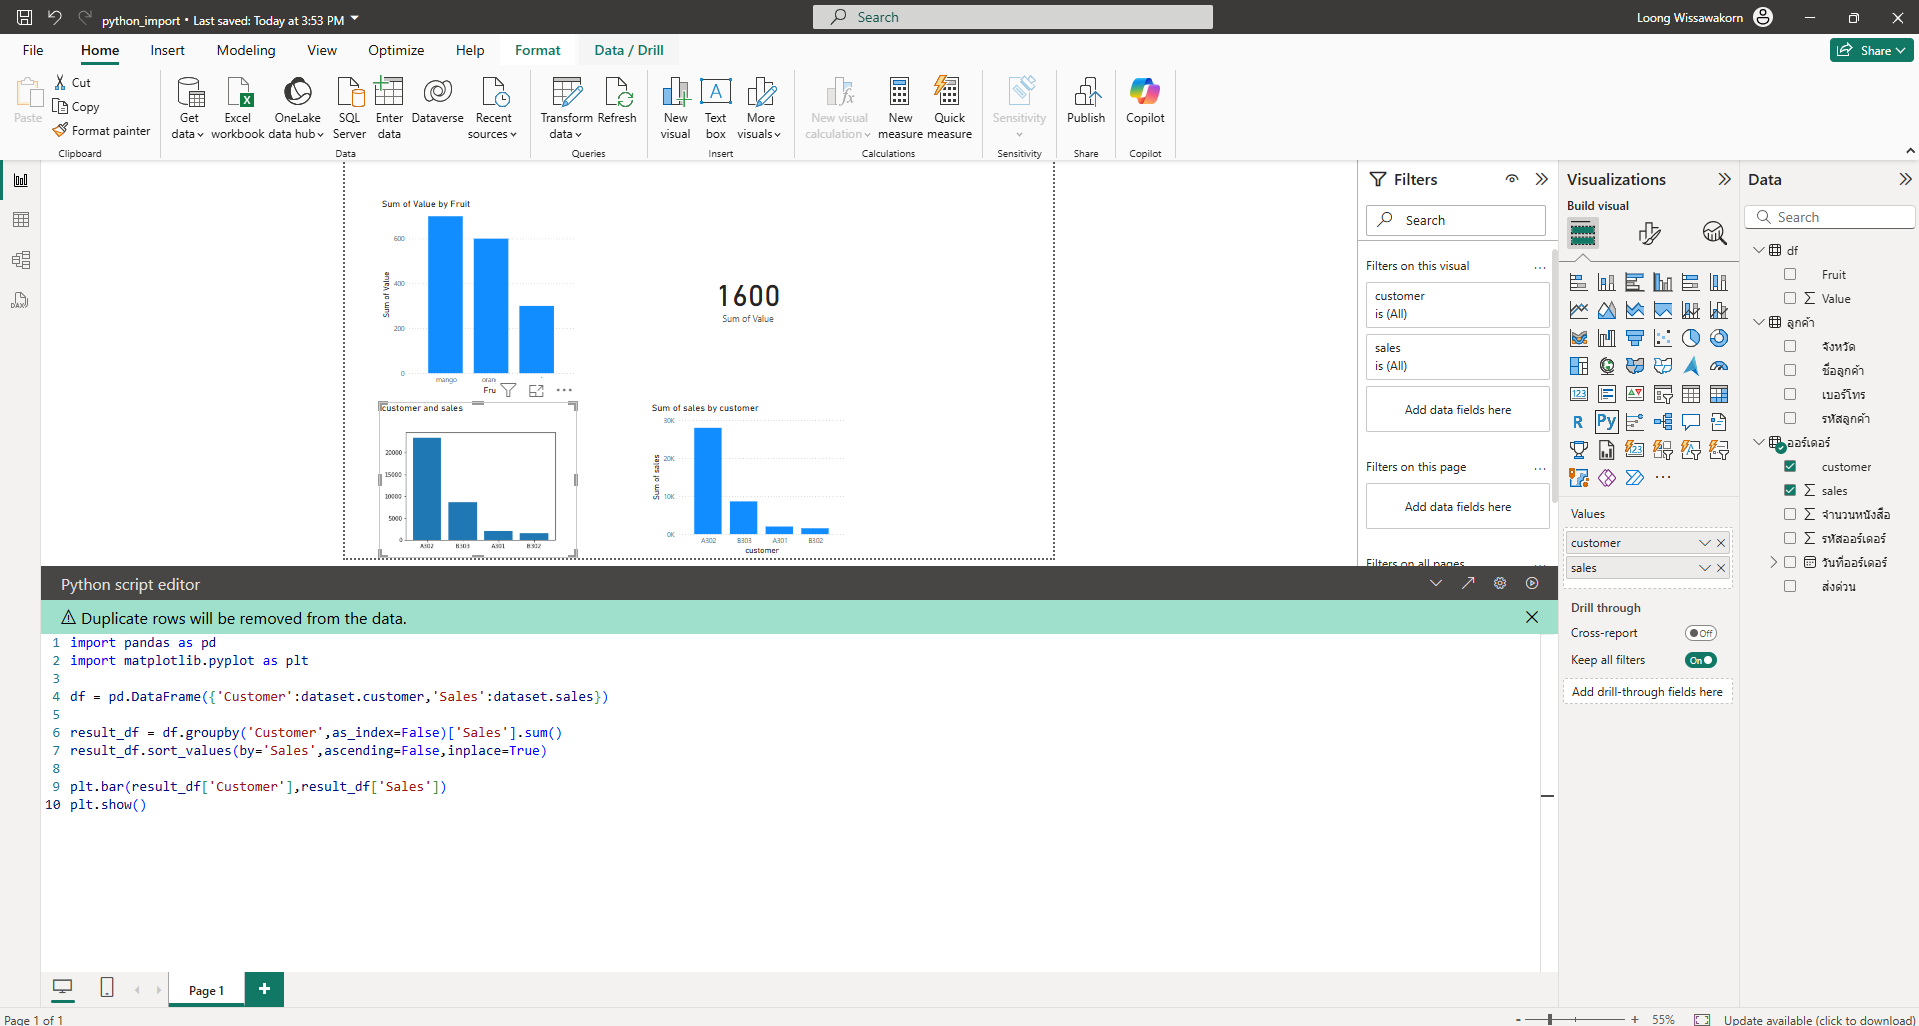 python_import • Last saved: Today at 3:53 PM
Search
Loong Wissawakorn
File Home Insert Modeling View Optimize Help Format Data / Drill
Share
Paste
Cut
Copy
Format painter
Clipboard
Get data
Excel workbook
OneLake data hub
SQL Server
Enter data
Dataverse
Recent sources
Data
Transform data
Refresh
Queries
New visual
Text box
More visuals
Insert
New visual calculation
New measure
Quick measure
Calculations
Sensitivity
Sensitivity
Publish
Share
Copilot
Copilot
Sum of Value by Fruit
Sum of Value
600
400
200
0
mango oran
Fru
1600
Sum of Value
customer and sales
20000
15000
10000
5000
0
A302 B303 A301 B302
Sum of sales by customer
Sum of sales
30K
20K
10K
0K
A302 B303 A301 B302
customer
Filters
Search
Filters on this visual
customer
is (All)
sales
is (All)
Add data fields here
Filters on this page
Add data fields here
Filters on all pages
Visualizations
Build visual
R Py
123
Values
customer
sales
Drill through
Cross-report Off
Keep all filters On
Add drill-through fields here
Data
Search
df
Fruit
Value
ลูกค้า
จังหวัด
ชื่อลูกค้า
เบอร์โทร
รหัสลูกค้า
ออร์เดอร์
customer
sales
จำนวนหนังสือ
รหัสออร์เดอร์
วันที่ออร์เดอร์
ส่งด่วน
Python script editor
Duplicate rows will be removed from the data.
1 import pandas as pd
2 import matplotlib.pyplot as plt
3
4 df = pd.DataFrame({'Customer':dataset.customer,'Sales':dataset.sales})
5
6 result_df = df.groupby('Customer',as_index=False)['Sales'].sum()
7 result_df.sort_values(by='Sales',ascending=False,inplace=True)
8
9 plt.bar(result_df['Customer'],result_df['Sales'])
10 plt.show()
Page 1
Page 1 of 1
- + 55%
Update available (click to download)